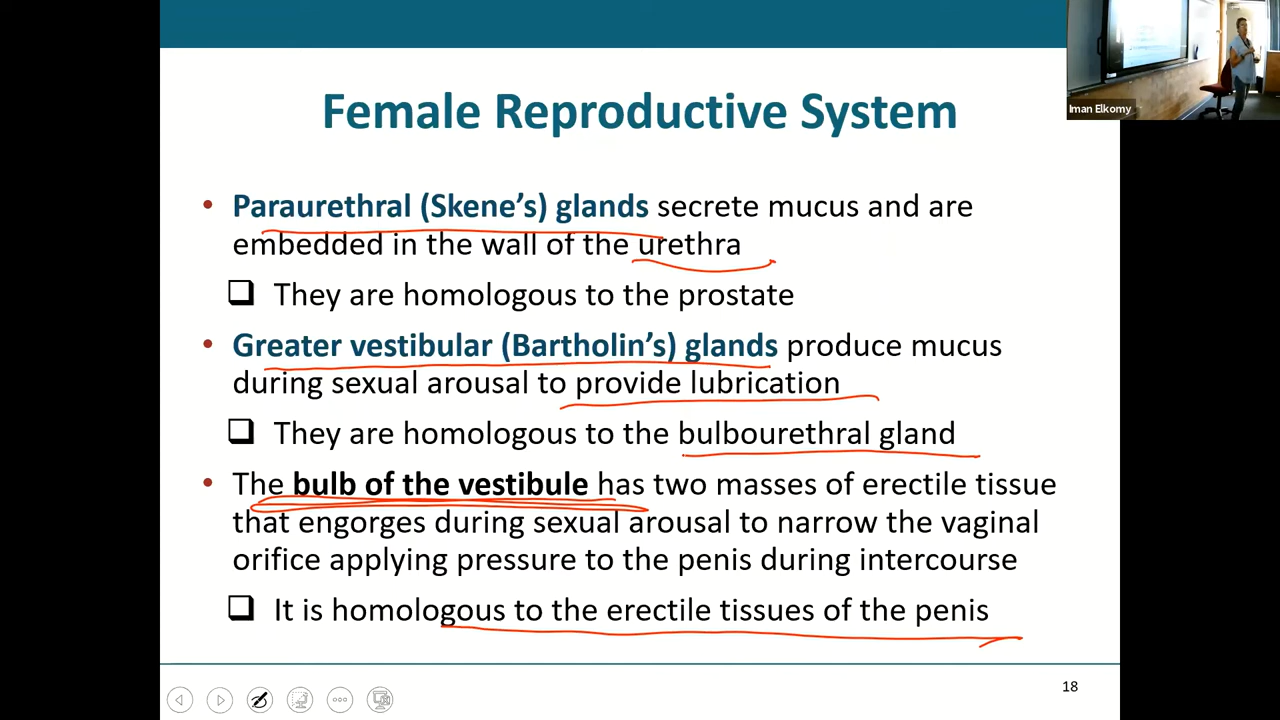 Female Reproductive System
Iman Elkomy
• Paraurethral (Skene’s) glands secrete mucus and are
embedded in the wall of the urethra
❑ They are homologous to the prostate
• Greater vestibular (Bartholin’s) glands produce mucus
during sexual arousal to provide lubrication
❑ They are homologous to the bulbourethral gland
• The bulb of the vestibule has two masses of erectile tissue
that engorges during sexual arousal to narrow the vaginal
orifice applying pressure to the penis during intercourse
❑ It is homologous to the erectile tissues of the penis
18